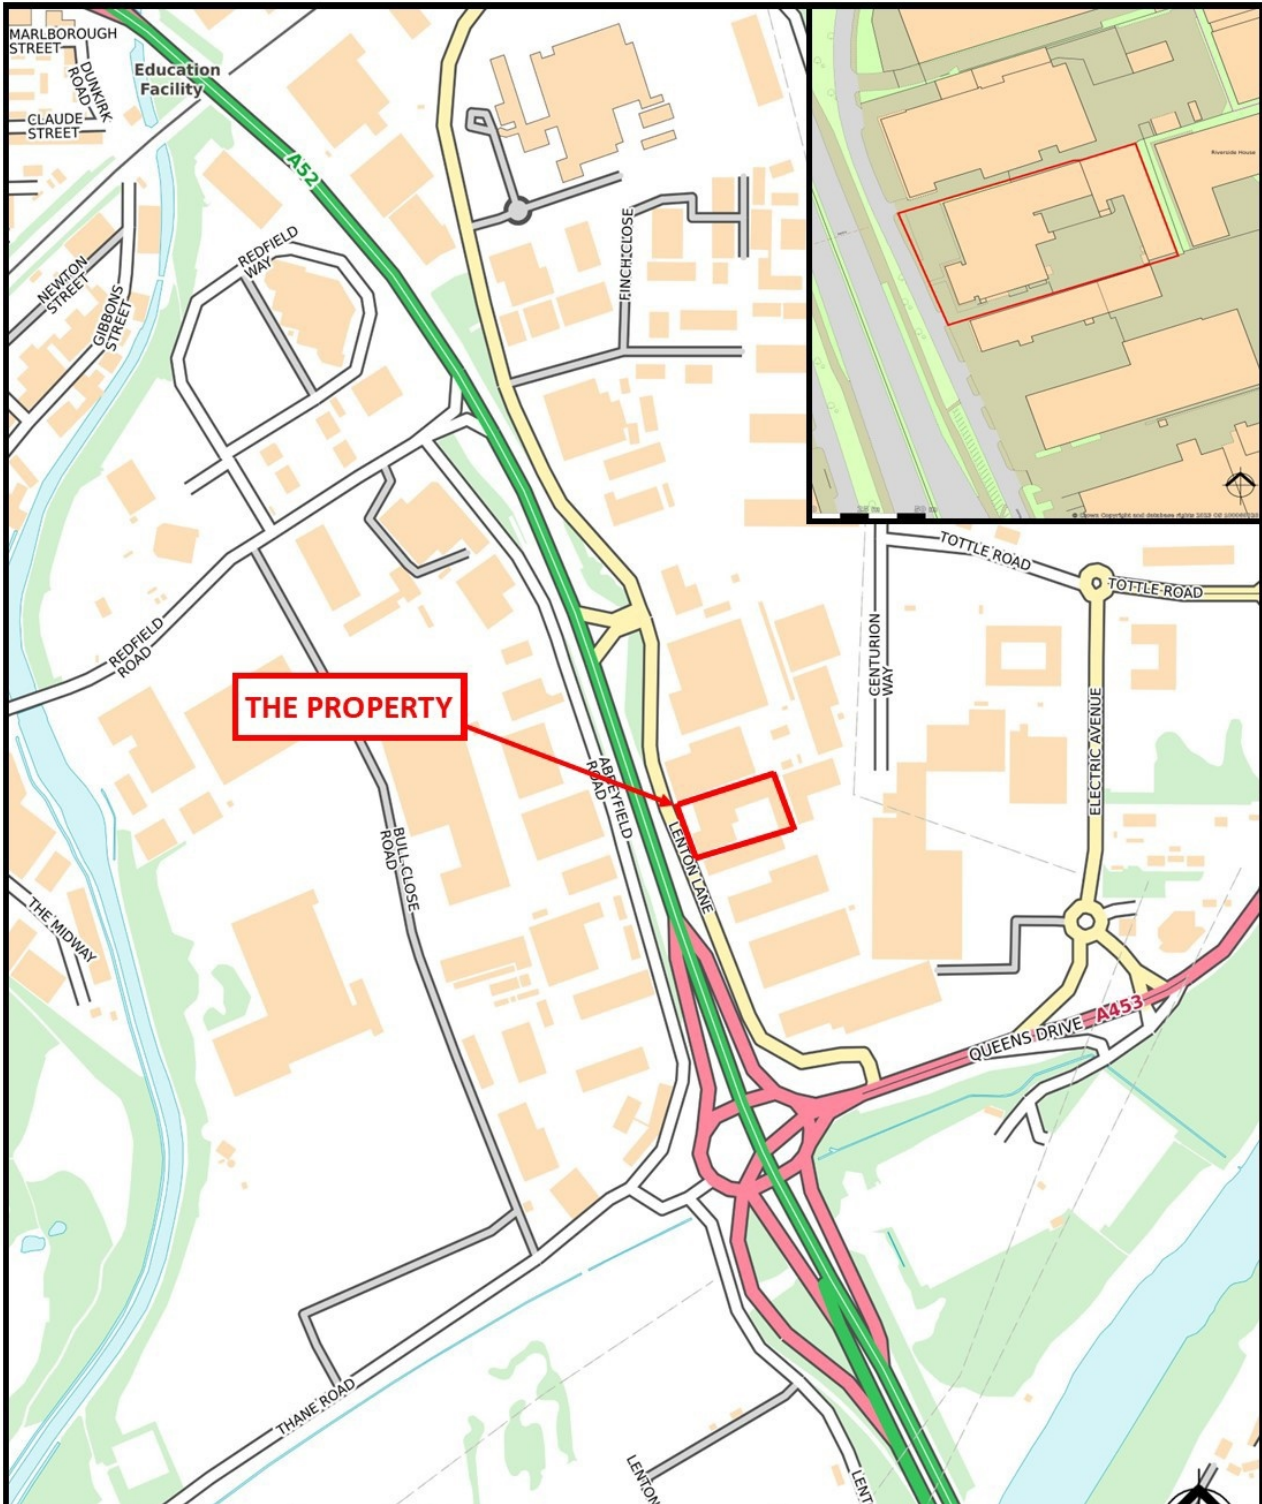 MARLBOROUGH
STREET
DUNKIRK
ROAD
CLAUDE
STREET
Education
Facility
A52
Riverside House
NEWTON
STREET
GIBBONS
STREET
REDFIELD
WAY
FINCH CLOSE
TOTTLE ROAD
TOTTLE ROAD
CENTURION
WAY
ELECTRIC AVENUE
REDFIELD
ROAD
THE PROPERTY
ABBEYFIELD
ROAD
LENTON LANE
BULL CLOSE
ROAD
THE MIDWAY
QUEENS DRIVE A453
THANE ROAD
LENTON
LENT